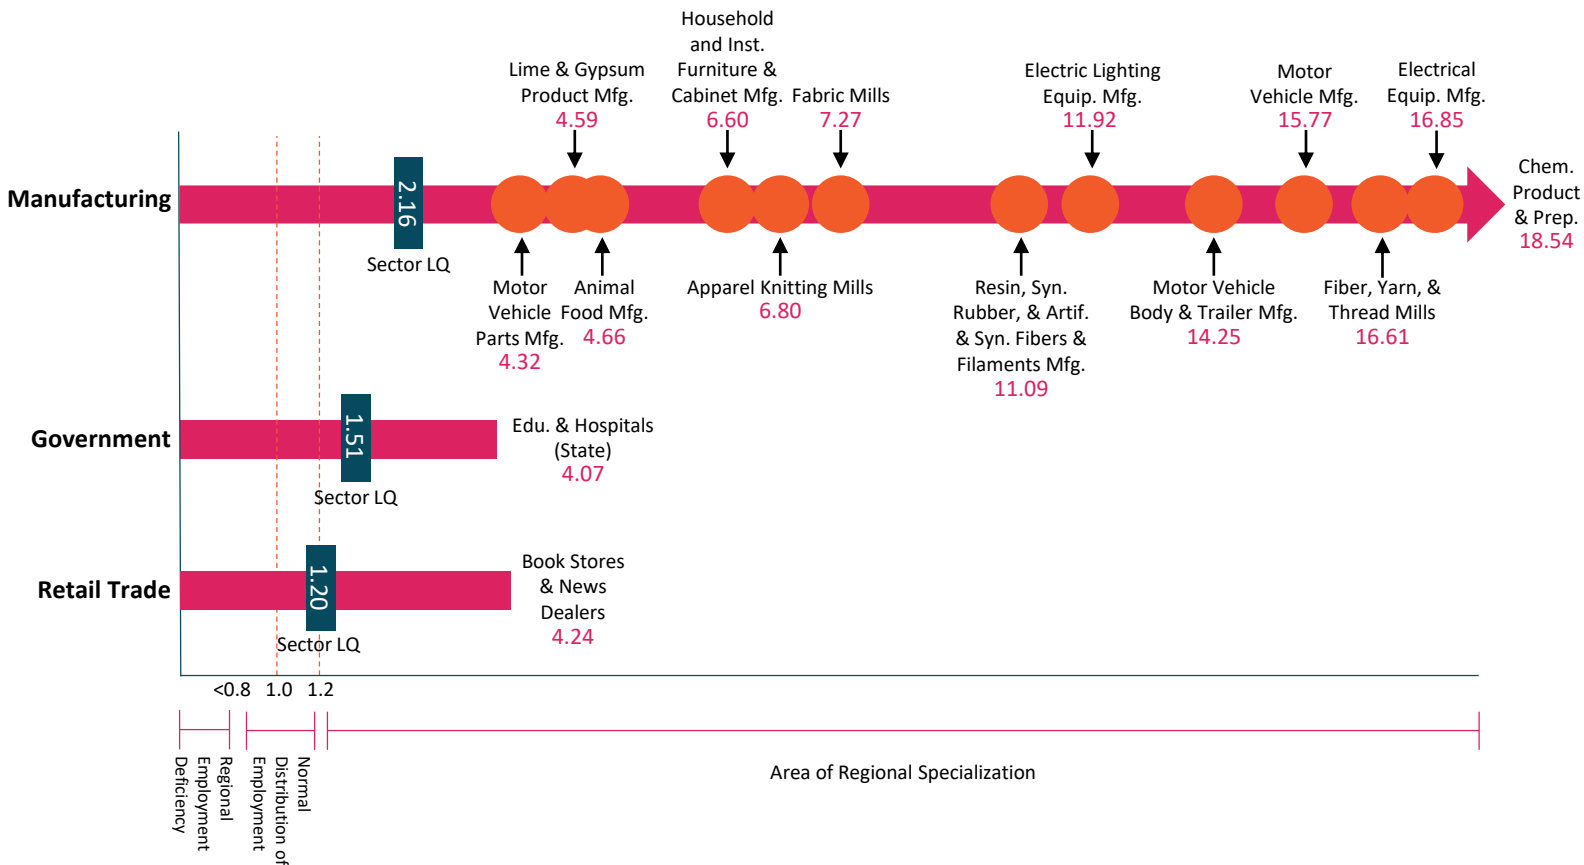 Household
and Inst.
Furniture &
Cabinet Mfg.
6.60
Lime & Gypsum
Product Mfg.
4.59
Fabric Mills
7.27
Electric Lighting
Equip. Mfg.
11.92
Motor
Vehicle Mfg.
15.77
Electrical
Equip. Mfg.
16.85
Manufacturing
2.16
Sector LQ
Chem.
Product
& Prep.
18.54
Motor
Vehicle
Parts Mfg.
4.32
Animal
Food Mfg.
4.66
Apparel Knitting Mills
6.80
Resin, Syn.
Rubber, & Artif.
& Syn. Fibers &
Filaments Mfg.
11.09
Motor Vehicle
Body & Trailer Mfg.
14.25
Fiber, Yarn, &
Thread Mills
16.61
Government
1.51
Sector LQ
Edu. & Hospitals
(State)
4.07
Retail Trade
1.20
Sector LQ
Book Stores
& News
Dealers
4.24
<0.8 1.0 1.2
Regional
Employment
Deficiency
Normal
Distribution of
Employment
Area of Regional Specialization